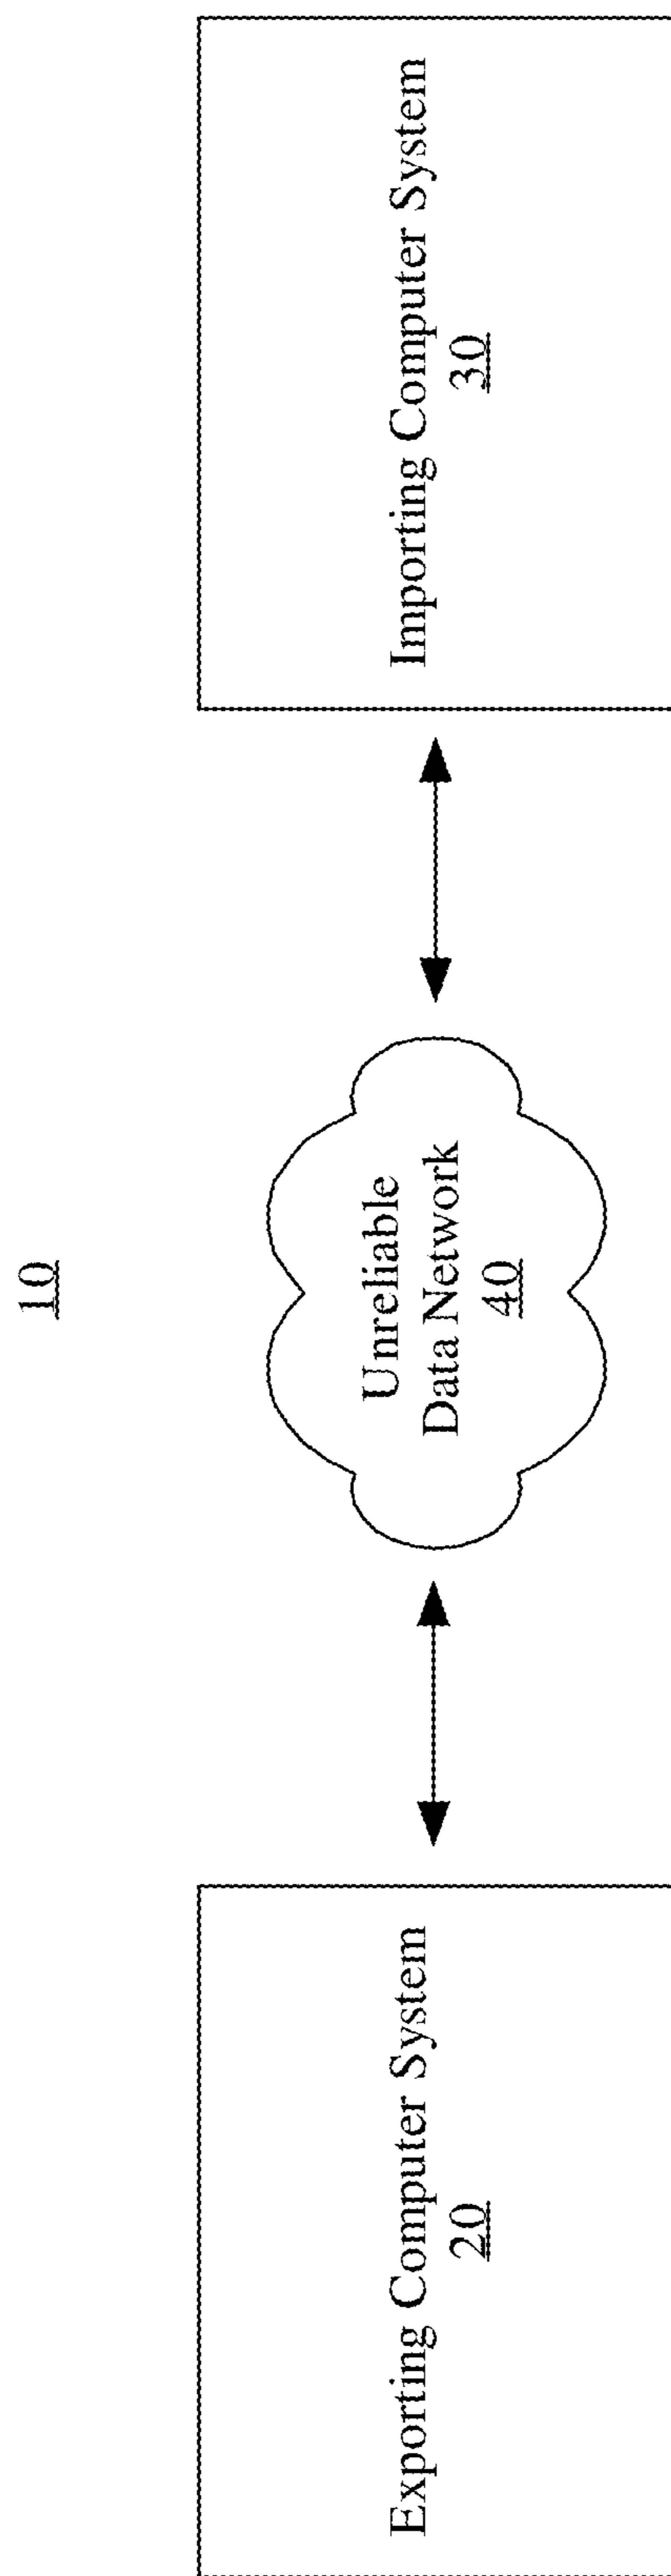 10
Exporting Computer System
20
Unreliable
Data Network
40
Importing Computer System
30